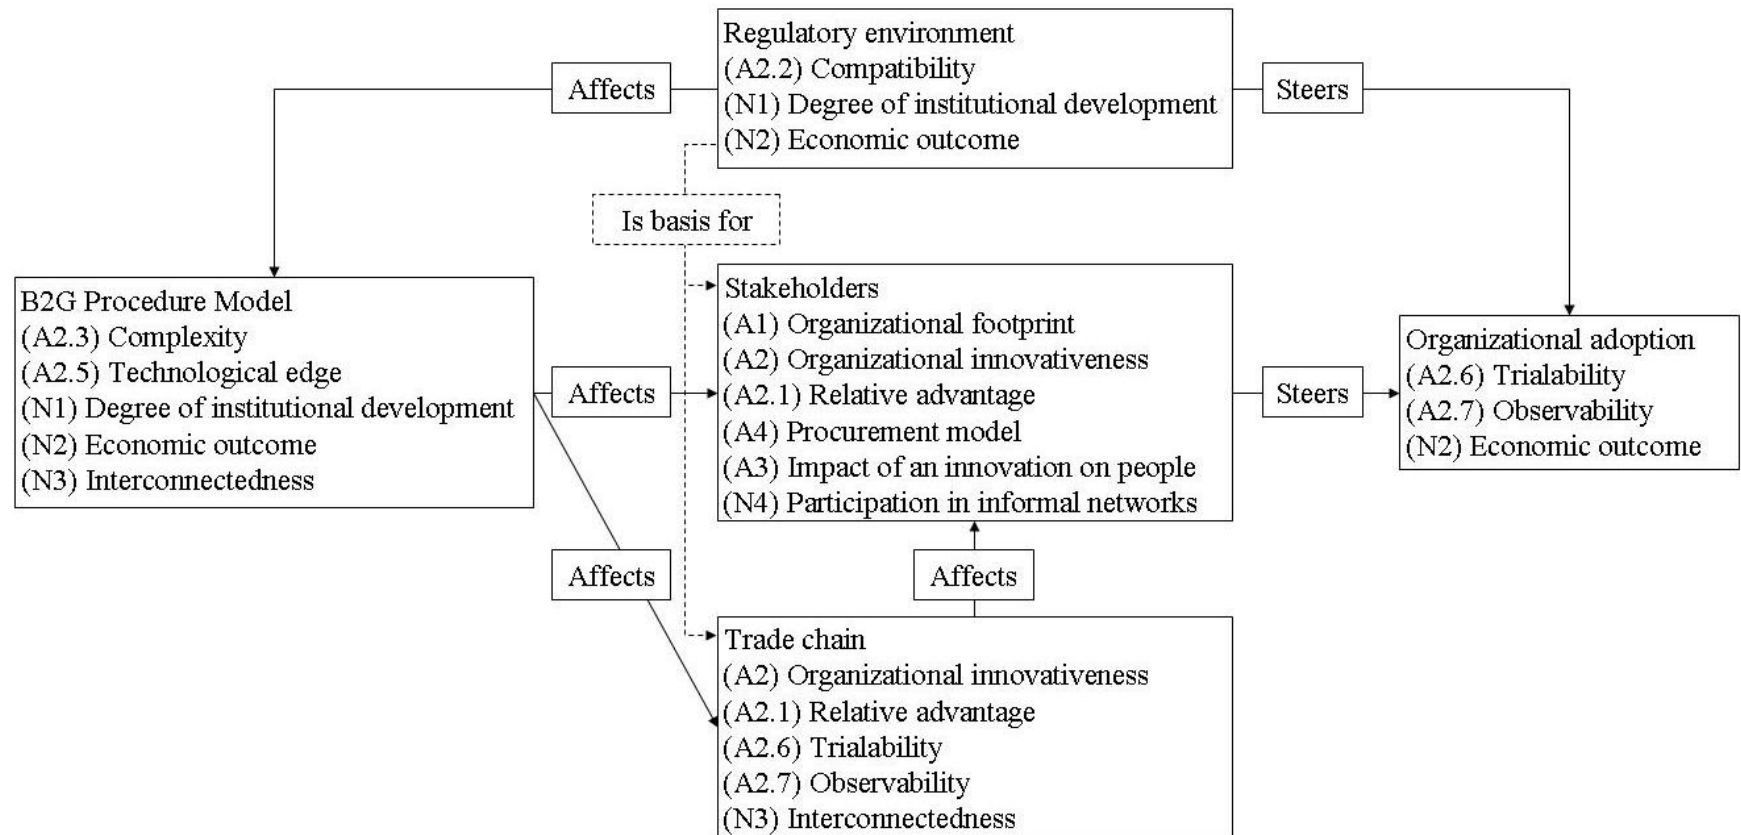 Regulatory environment
(A2.2) Compatibility
(N1) Degree of institutional development
(N2) Economic outcome
Affects
Steers
Is basis for
B2G Procedure Model
(A2.3) Complexity
(A2.5) Technological edge
(N1) Degree of institutional development
(N2) Economic outcome
(N3) Interconnectedness
Affects
Stakeholders
(A1) Organizational footprint
(A2) Organizational innovativeness
(A2.1) Relative advantage
(A4) Procurement model
(A3) Impact of an innovation on people
(N4) Participation in informal networks
Steers
Organizational adoption
(A2.6) Trialability
(A2.7) Observability
(N2) Economic outcome
Affects
Affects
Trade chain
(A2) Organizational innovativeness
(A2.1) Relative advantage
(A2.6) Trialability
(A2.7) Observability
(N3) Interconnectedness